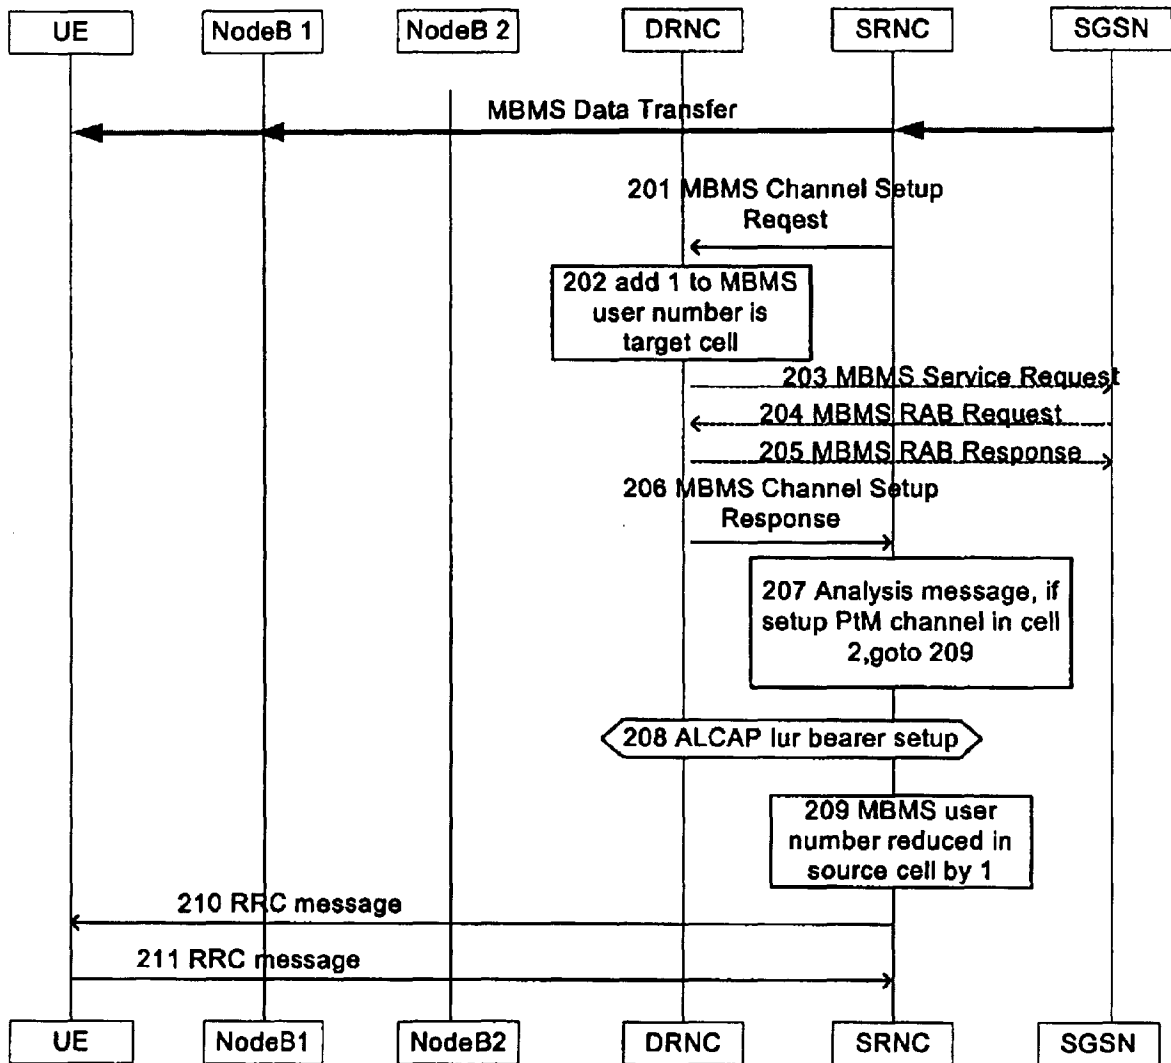 UE NodeB 1 NodeB 2 DRNC SRNC SGSN
MBMS Data Transfer
201 MBMS Channel Setup
Reqest
202 add 1 to MBMS
user number is
target cell
203 MBMS Service Request
204 MBMS RAB Request
205 MBMS RAB Response
206 MBMS Channel Setup
Response
207 Analysis message, if
setup PtM channel in cell
2,goto 209
208 ALCAP Iur bearer setup
209 MBMS user
number reduced in
source cell by 1
210 RRC message
211 RRC message
UE NodeB1 NodeB2 DRNC SRNC SGSN